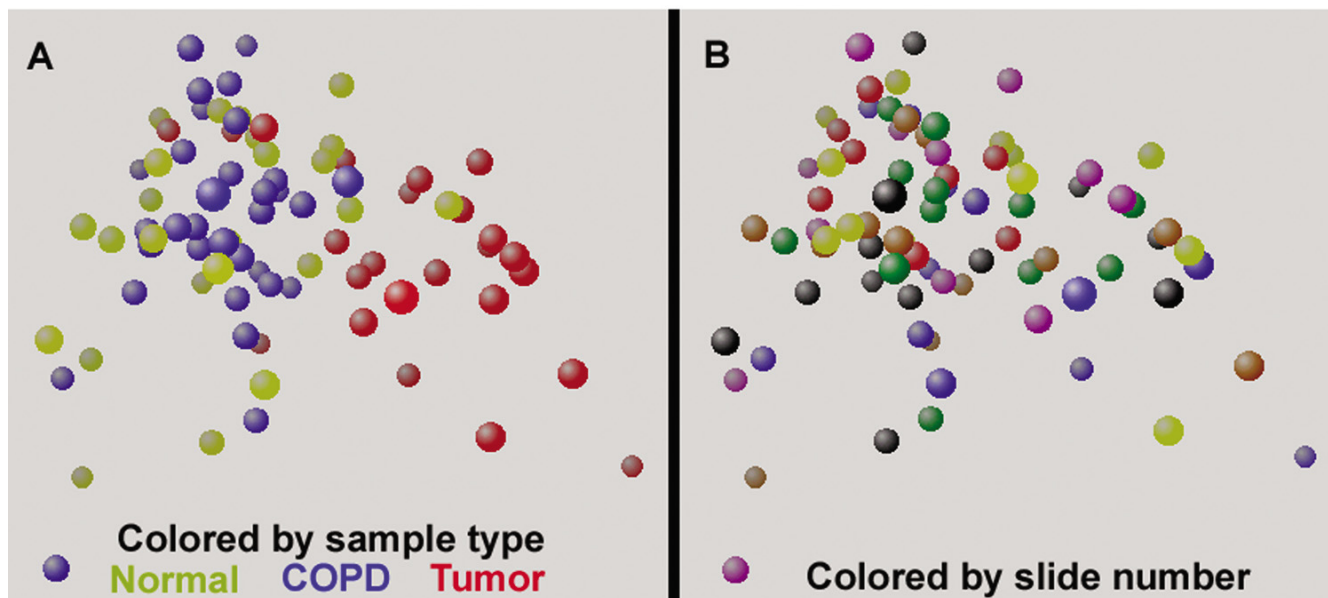 A
B
Colored by sample type
Normal COPD Tumor
Colored by slide number